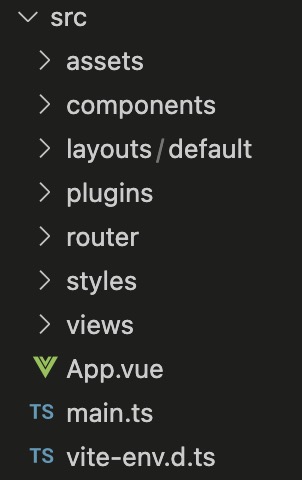 src
assets
components
layouts/default
plugins
router
styles
views
App.vue
TS main.ts
TS vite-env.d.ts